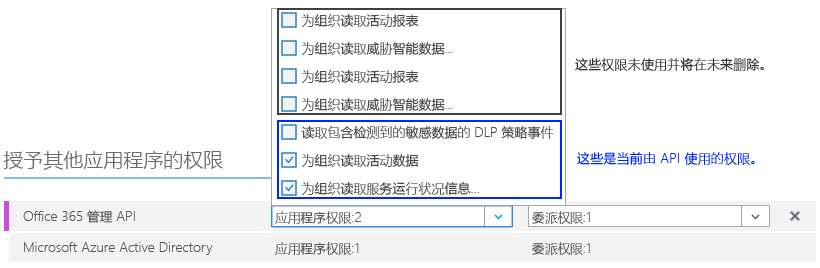 为组织读取活动报表
为组织读取威胁智能数据...
为组织读取活动报表
为组织读取威胁智能数据...
这些权限未使用并将在未来删除。
读取包含检测到的敏感数据的 DLP 策略事件
为组织读取活动数据
为组织读取服务运行状况信息...
这些是当前由 API 使用的权限。
授予其他应用程序的权限
Office 365 管理 API 应用程序权限:2 委派权限:1
Microsoft Azure Active Directory 应用程序权限:1 委派权限:1